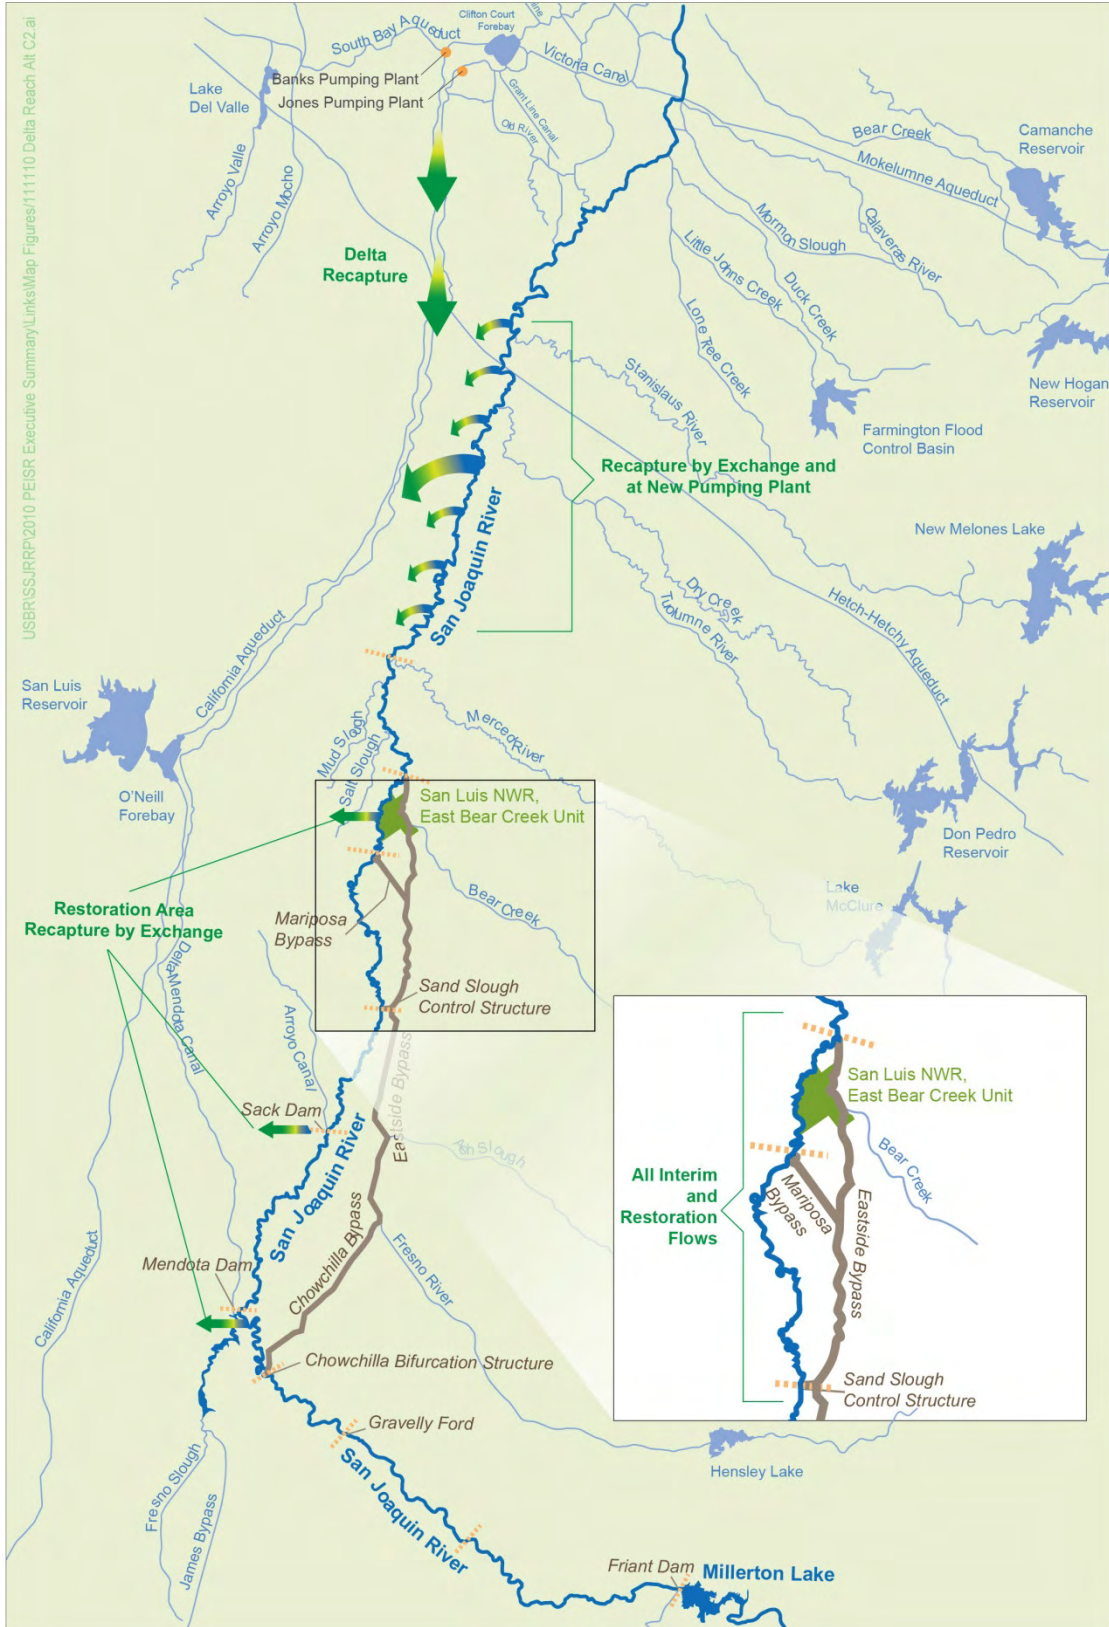 USBR\SSJRRP\2010 PEISR Executive Summary\Links\Map Figures/111110 Delta Reach Alt C2.ai
South Bay Aqueduct
Clifton Court
Forebay
Victoria Canal
Banks Pumping Plant
Jones Pumping Plant
Lake
Del Valle
Grant Line Canal
Old River
Arroyo Valle
Arroyo Mocho
Bear Creek
Camanche
Reservoir
Mokelumne Aqueduct
Calaveras River
Mormon Slough
Little Johns Creek
Duck Creek
Lone Tree Creek
Delta
Recapture
New Hogan
Reservoir
Stanislaus River
Farmington Flood
Control Basin
Recapture by Exchange and
at New Pumping Plant
San Joaquin River
New Melones Lake
Dry Creek
Tuolumne River
Hetch-Hetchy Aqueduct
California Aqueduct
San Luis
Reservoir
O'Neill
Forebay
Mud Slough
Salt Slough
Merced River
San Luis NWR,
East Bear Creek Unit
Don Pedro
Reservoir
Lake
McClure
Bear Creek
Mariposa
Bypass
Restoration Area
Recapture by Exchange
Delta-Mendota Canal
Sand Slough
Control Structure
Arroyo Canal
Eastside Bypass
Sack Dam
Ash Slough
San Joaquin River
Chowchilla Bypass
Fresno River
Mendota Dam
California Aqueduct
Chowchilla Bifurcation Structure
Gravelly Ford
San Joaquin River
Fresno Slough
James Bypass
Friant Dam
Millerton Lake
Hensley Lake
San Luis NWR,
East Bear Creek Unit
Bear Creek
All Interim
and
Restoration
Flows
Mariposa
Bypass
Eastside Bypass
Sand Slough
Control Structure